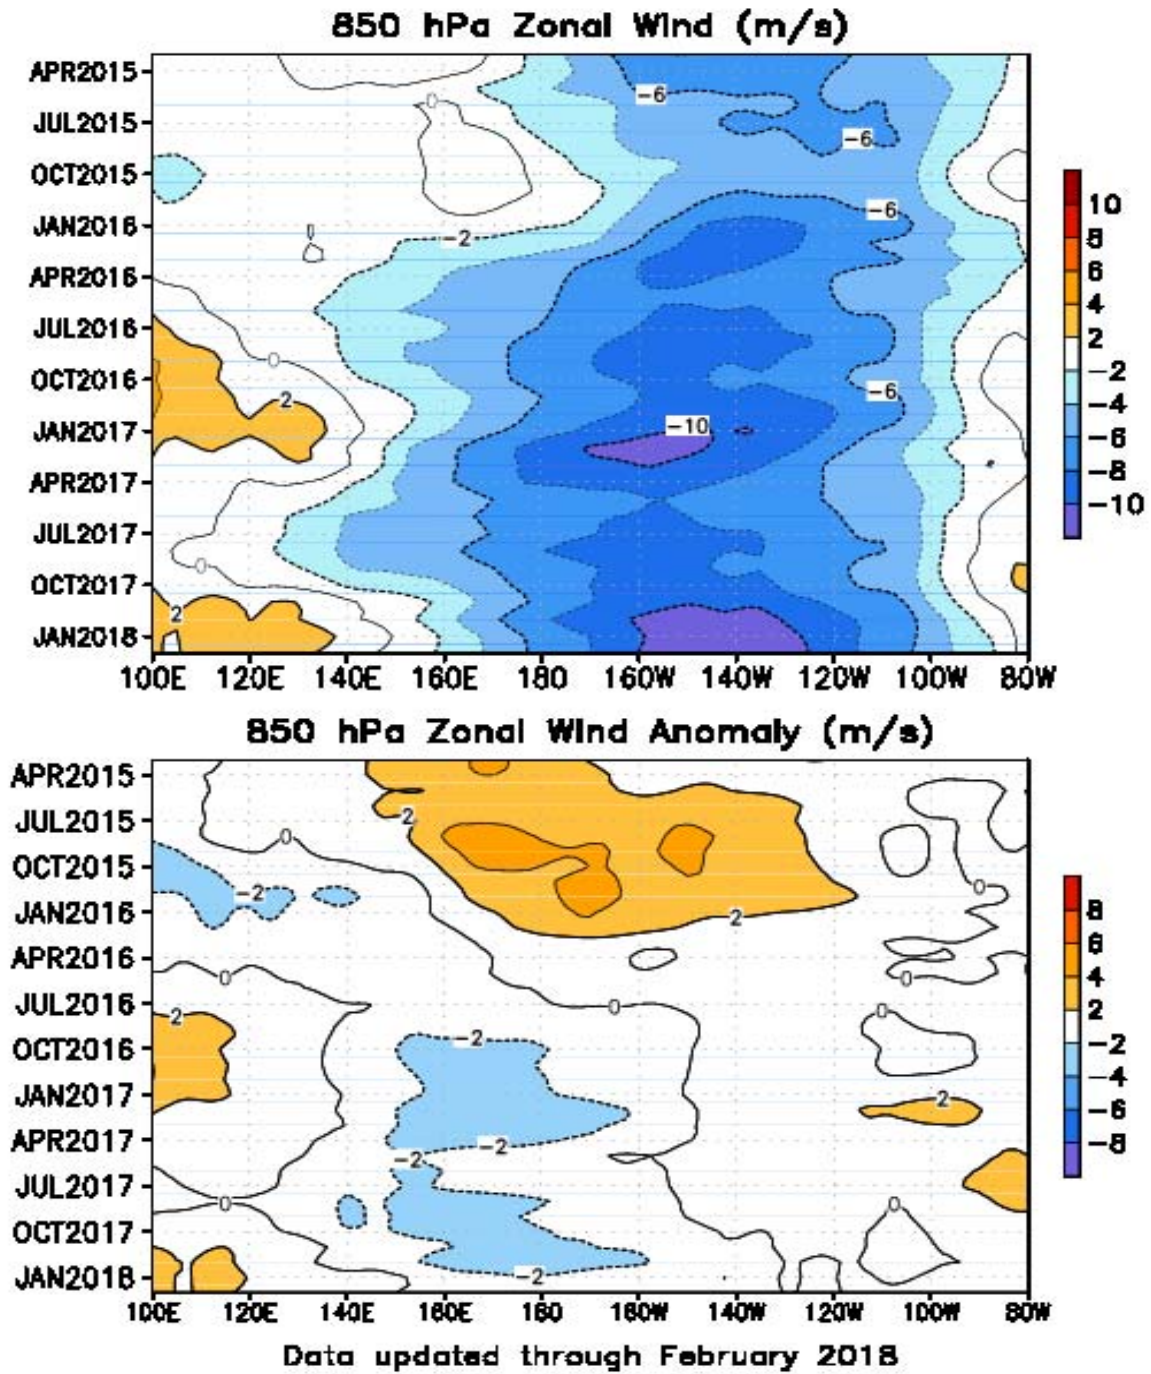 850 hPa Zonal Wind (m/s)
APR2015
JUL2015
OCT2015
JAN2016
APR2016
JUL2016
OCT2016
JAN2017
APR2017
JUL2017
OCT2017
JAN2018
0
-6
-6
-6
0
-2
0
2
-6
-10
0
2
100E 120E 140E 160E 180 160W 140W 120W 100W 80W
10
8
6
4
2
-2
-4
-6
-8
-10
850 hPa Zonal Wind Anomaly (m/s)
APR2015
JUL2015
OCT2015
JAN2016
APR2016
JUL2016
OCT2016
JAN2017
APR2017
JUL2017
OCT2017
JAN2018
2
0
-2
0
2
0
0
2
0
0
-2
2
-2
-2
0
0
-2
100E 120E 140E 160E 180 160W 140W 120W 100W 80W
8
6
4
2
-2
-4
-6
-8
Data updated through February 2018